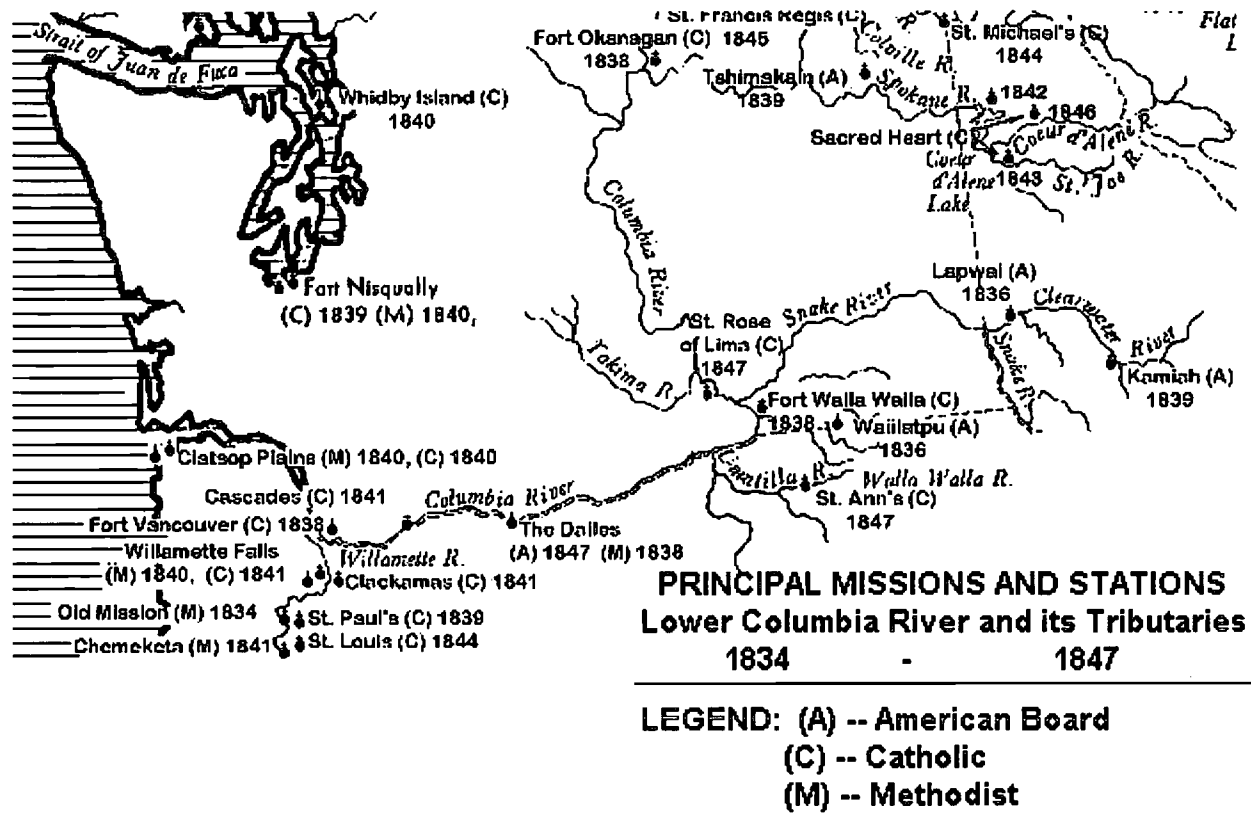 Strait of Juan de Fuca
St. Francis Regis (C)
1845
Fort Okanagan (C)
1838
Colville R.
R.
St. Michael's (C)
1844
Flat
L
Tshimakain (A)
1839
Spokane R.
1842
1846
Whidby Island (C)
1840
Sacred Heart (C)
Coeur d'Alene R.
Coeur
d'Alene
Lake
1843
St. Joe R.
Columbia River
Fort Nisqually
(C) 1839 (M) 1840,
Lapwai (A)
1836
Clearwater River
Snake River
St. Rose
of Lima (C)
1847
Snake R.
Yakima R.
Kamiah (A)
1839
Fort Walla Walla (C)
1838
Waiilatpu (A)
1836
Clatsop Plains (M) 1840, (C) 1840
Umatilla R.
Walla Walla R.
St. Ann's (C)
1847
Cascades (C) 1841
Columbia River
Fort Vancouver (C) 1838
The Dalles
(A) 1847 (M) 1838
Willamette Falls
(M) 1840, (C) 1841
Willamette R.
Clackamas (C) 1841
Old Mission (M) 1834
St. Paul's (C) 1839
Chemeketa (M) 1841
St. Louis (C) 1844
PRINCIPAL MISSIONS AND STATIONS
Lower Columbia River and its Tributaries
1834 - 1847
LEGEND: (A) -- American Board
(C) -- Catholic
(M) -- Methodist